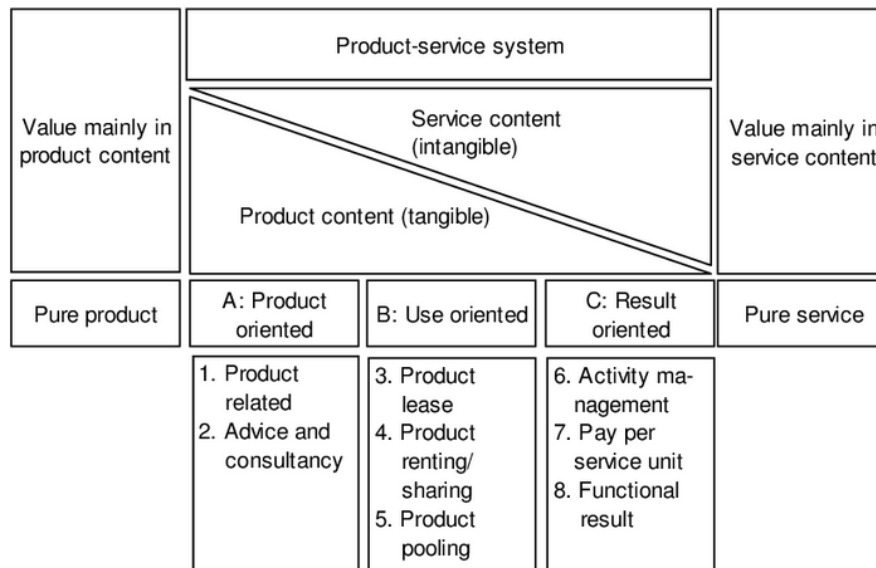 Product-service system
Value mainly in
product content
Service content
(intangible)
Product content (tangible)
Value mainly in
service content
Pure product
A: Product
oriented
B: Use oriented
C: Result
oriented
Pure service
1. Product
related
2. Advice and
consultancy
3. Product
lease
4. Product
renting/
sharing
5. Product
pooling
6. Activity ma-
nagement
7. Pay per
service unit
8. Functional
result